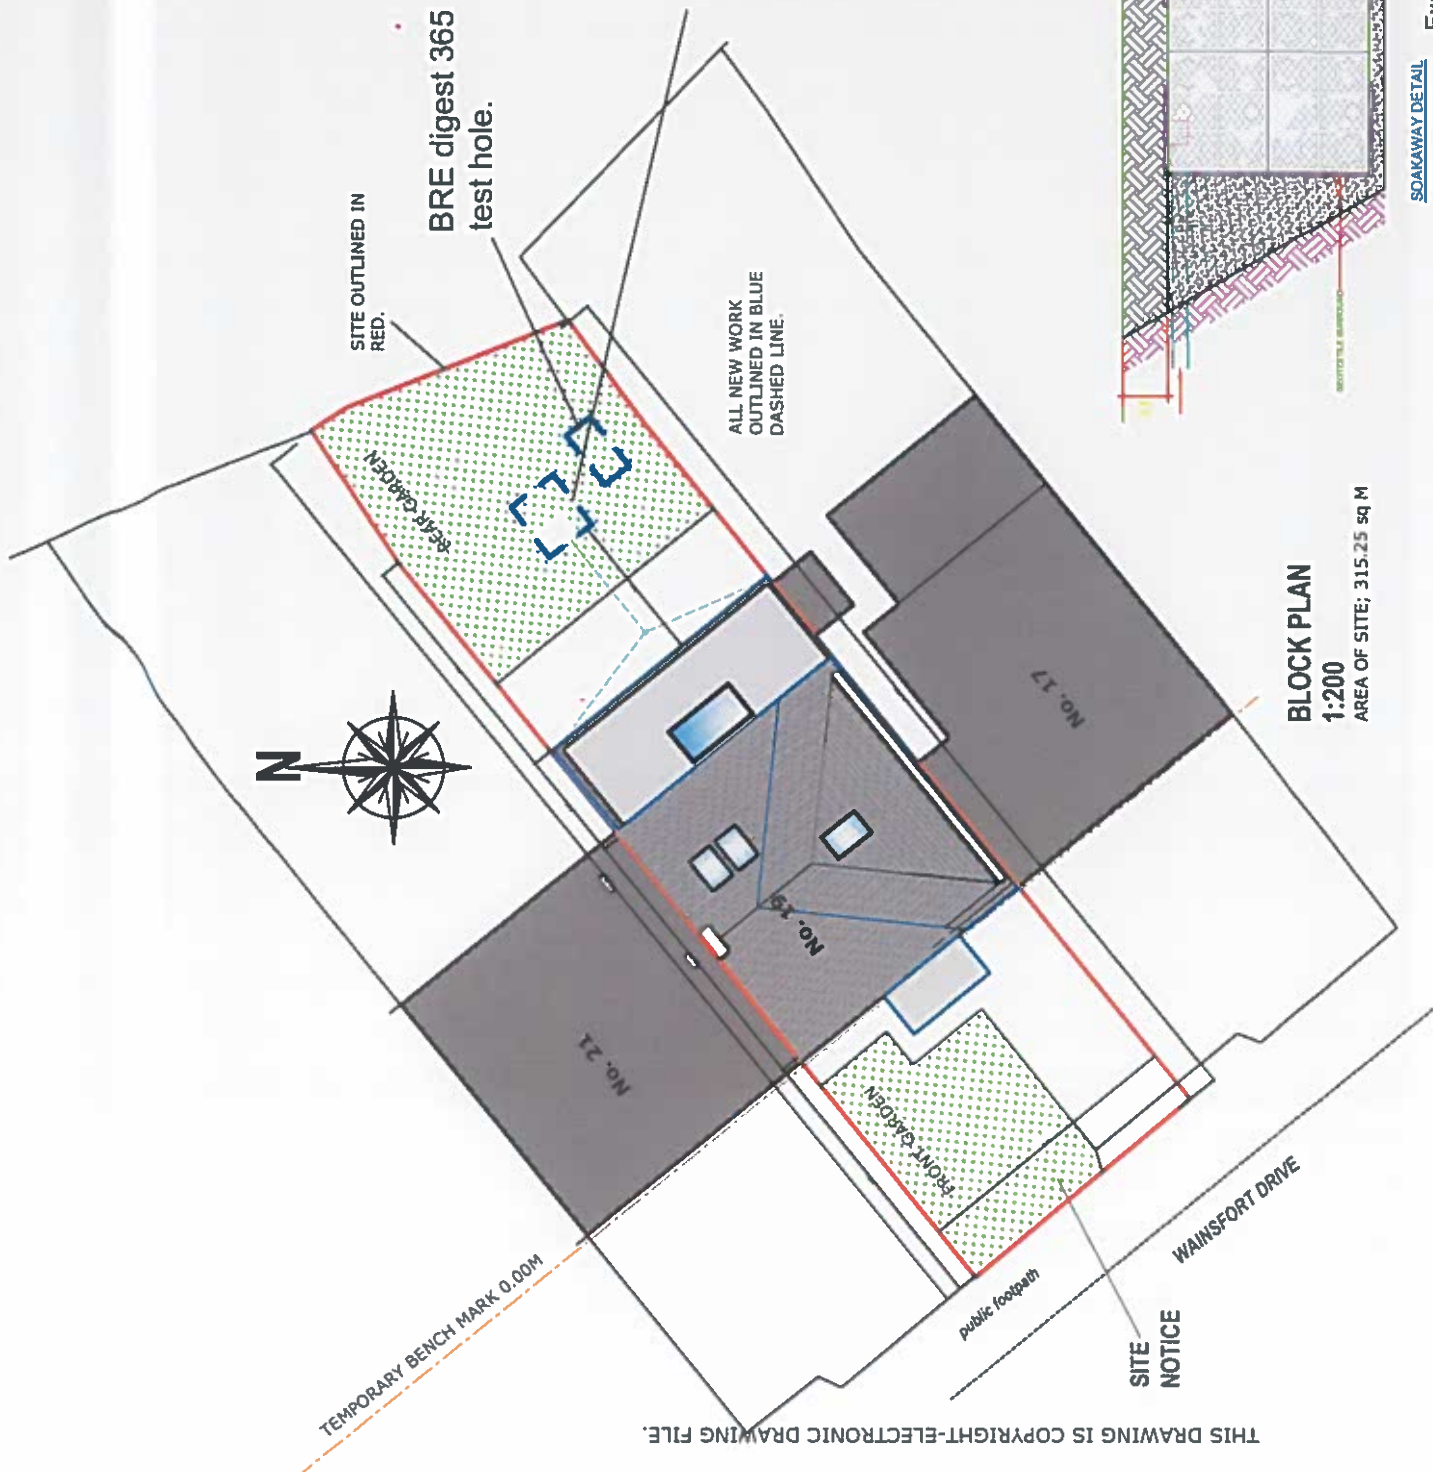 BRE digest 365
test hole.
SITE OUTLINED IN
RED.
REAR GARDEN
ALL NEW WORK
OUTLINED IN BLUE
DASHED LINE.
N
SOAKAWAY DETAIL
BLOCK PLAN
1:200
AREA OF SITE; 315.25 sq M
No. 17
No. 19
No. 21
FRONT GARDEN
TEMPORARY BENCH MARK 0.00M
public footpath
WAINSFORT DRIVE
SITE
NOTICE
THIS DRAWING IS COPYRIGHT-ELECTRONIC DRAWING FILE.